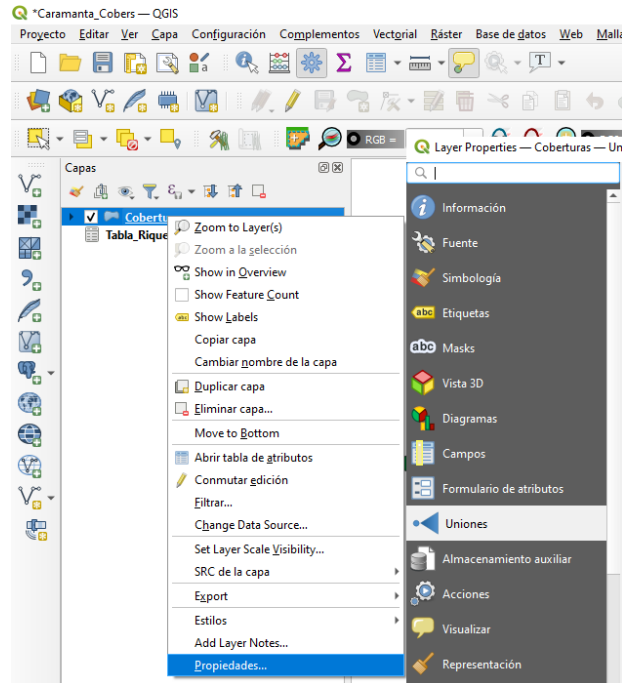 *Caramanta_Cobers — QGIS
Proyecto Editar Ver Capa Configuración Complementos Vectorial Ráster Base de datos Web Malla
Σ
T
RGB =
Layer Properties — Coberturas — Un
Capas
Cobertu
Tabla_Rique
Zoom to Layer(s)
Zoom a la selección
Show in Overview
Show Feature Count
abc Show Labels
Copiar capa
Cambiar nombre de la capa
Duplicar capa
Eliminar capa...
Move to Bottom
Abrir tabla de atributos
Conmutar edición
Filtrar...
Change Data Source...
Set Layer Scale Visibility...
SRC de la capa
Export
Estilos
Add Layer Notes...
Propiedades...
Información
Fuente
Simbología
abc Etiquetas
abc Masks
Vista 3D
Diagramas
Campos
Formulario de atributos
Uniones
Almacenamiento auxiliar
Acciones
Visualizar
Representación